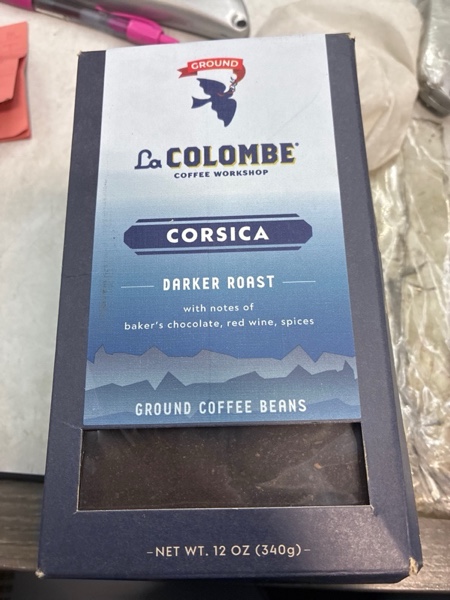 GROUND
La COLOMBE
COFFEE WORKSHOP
CORSICA
DARKER ROAST
with notes of
baker's chocolate, red wine, spices
GROUND COFFEE BEANS
–NET WT. 12 OZ (340g)–